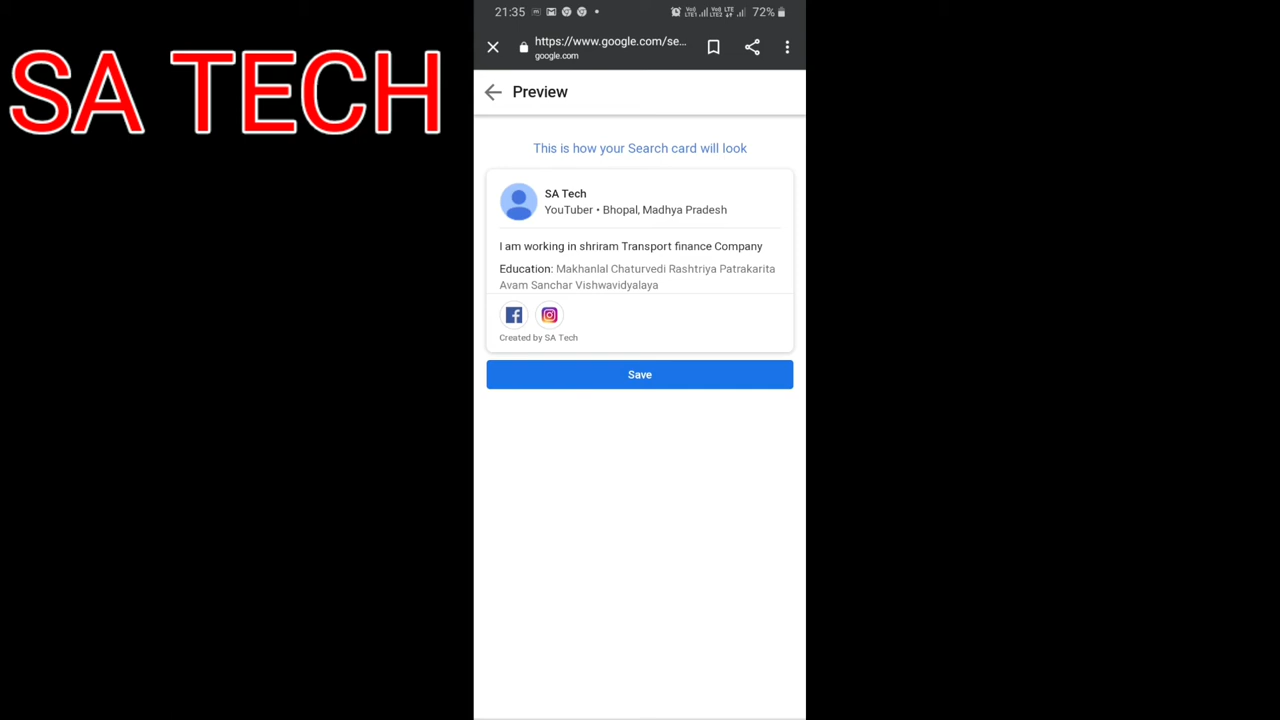 SA TECH
21:35
72%
https://www.google.com/se...
google.com
Preview
This is how your Search card will look
SA Tech
YouTuber • Bhopal, Madhya Pradesh
I am working in shriram Transport finance Company
Education: Makhanlal Chaturvedi Rashtriya Patrakarita
Avam Sanchar Vishwavidyalaya
Created by SA Tech
Save